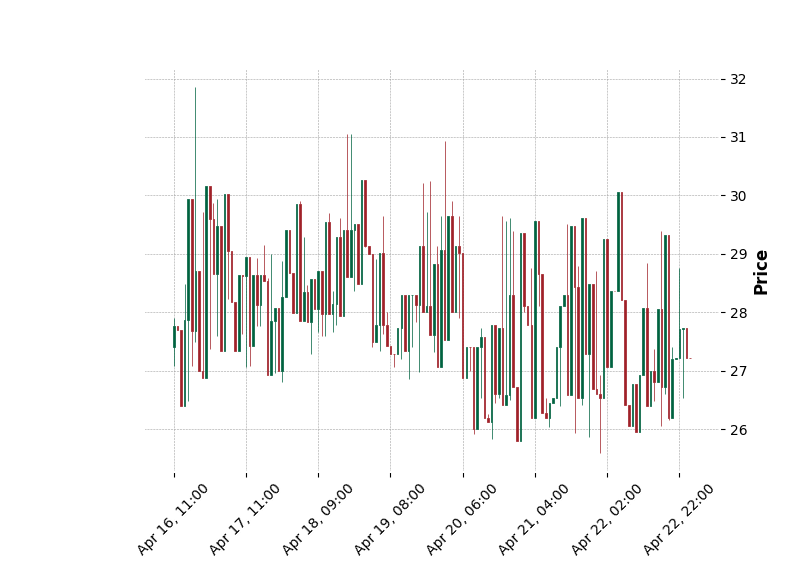 32
31
30
29
28
27
26
Price
Apr 16, 11:00
Apr 17, 11:00
Apr 18, 09:00
Apr 19, 08:00
Apr 20, 06:00
Apr 21, 04:00
Apr 22, 02:00
Apr 22, 22:00